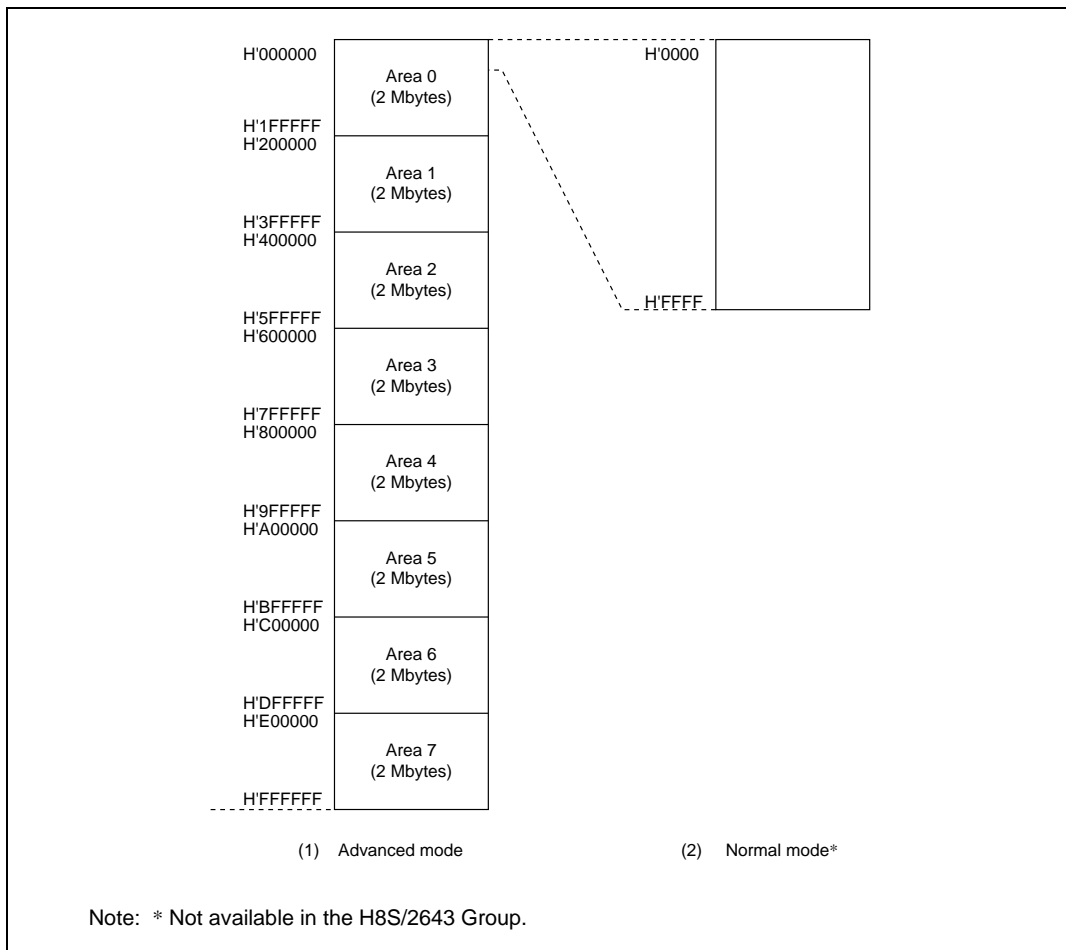 H'000000
Area 0
(2 Mbytes)
H'1FFFFF
H'200000
Area 1
(2 Mbytes)
H'3FFFFF
H'400000
Area 2
(2 Mbytes)
H'5FFFFF
H'600000
Area 3
(2 Mbytes)
H'7FFFFF
H'800000
Area 4
(2 Mbytes)
H'9FFFFF
H'A00000
Area 5
(2 Mbytes)
H'BFFFFF
H'C00000
Area 6
(2 Mbytes)
H'DFFFFF
H'E00000
Area 7
(2 Mbytes)
H'FFFFFF
(1) Advanced mode
H'0000
H'FFFF
(2) Normal mode*
Note: * Not available in the H8S/2643 Group.